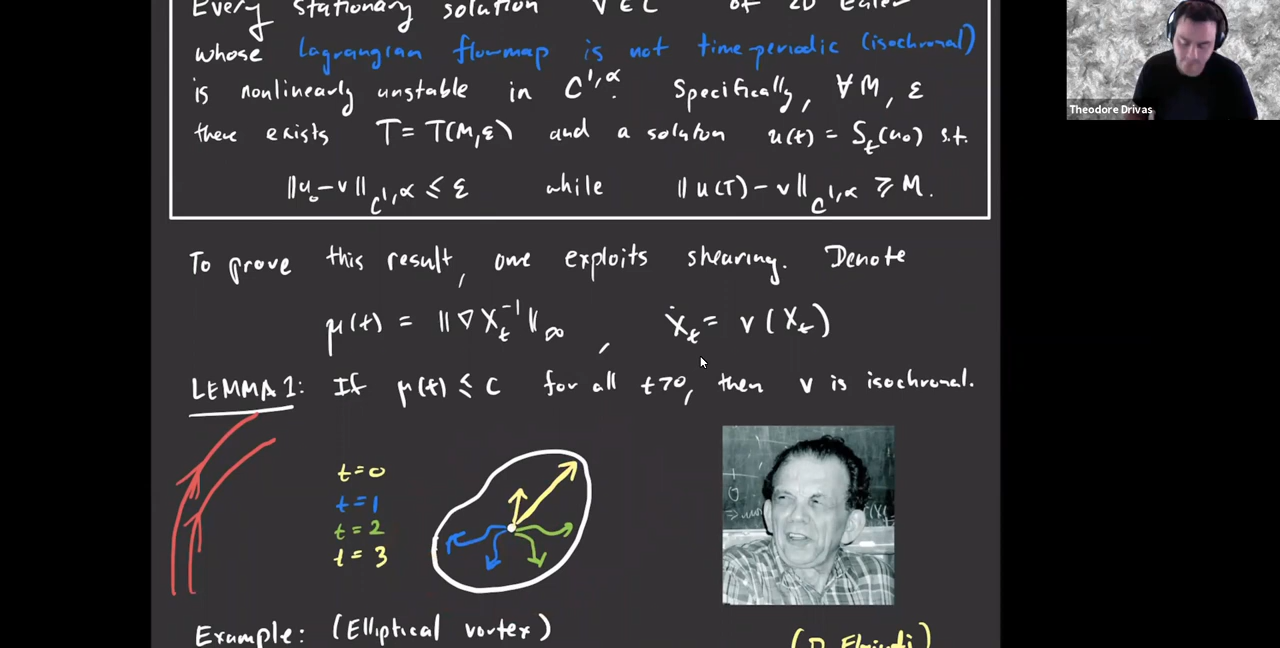 Every stationary solution v ∈ C of 2D Euler
whose Lagrangian flowmap is not time-periodic (isochronal)
is nonlinearly unstable in C^{1,α}. Specifically, ∀ M, ε
there exists T = T(M,ε) and a solution u(t) = S_t(u_0) s.t.
‖u_0 - v‖_{C^{1,α}} ≤ ε while ‖u(T) - v‖_{C^{1,α}} ≥ M.
To prove this result, one exploits shearing. Denote
μ(t) = ‖∇X_t^{-1}‖_∞ , Ẋ_t = v(X_t)
LEMMA 1: If μ(t) ≤ C for all t>0, then v is isochronal.
t=0
t=1
t=2
t=3
Example: (Elliptical vortex)
Theodore Drivas